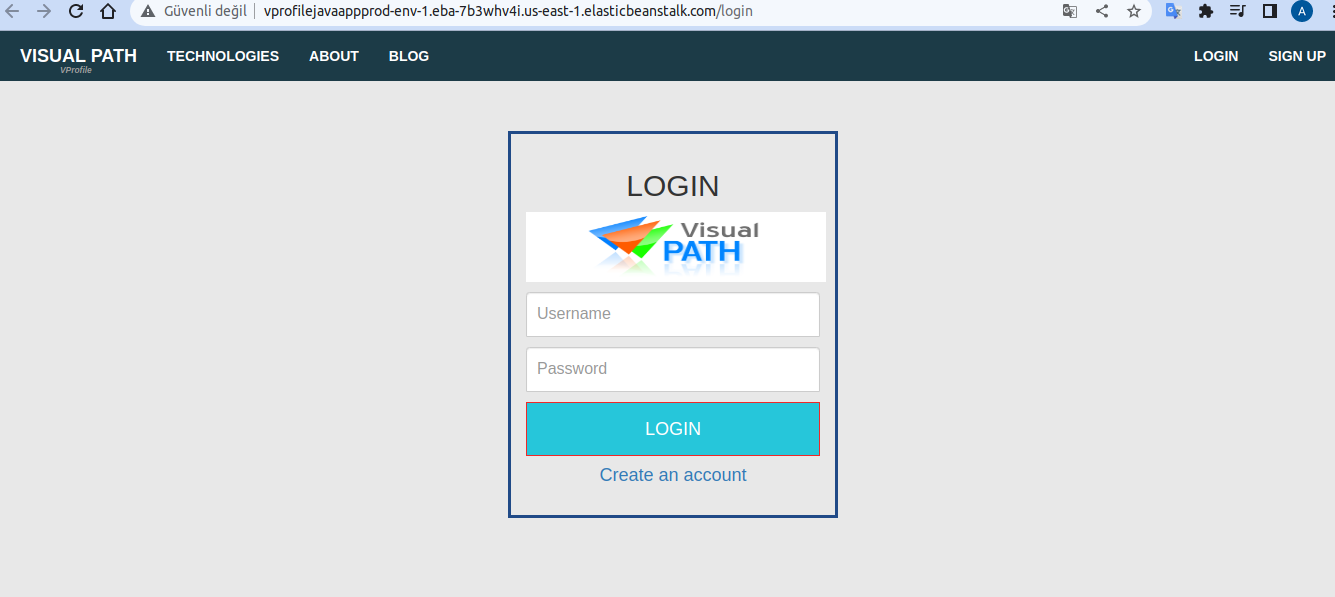 Güvenli değil vprofilejavaappprod-env-1.eba-7b3whv4i.us-east-1.elasticbeanstalk.com/login A
VISUAL PATH TECHNOLOGIES ABOUT BLOG LOGIN SIGN UP
VProfile
LOGIN
Visual
PATH
Username
Password
LOGIN
Create an account